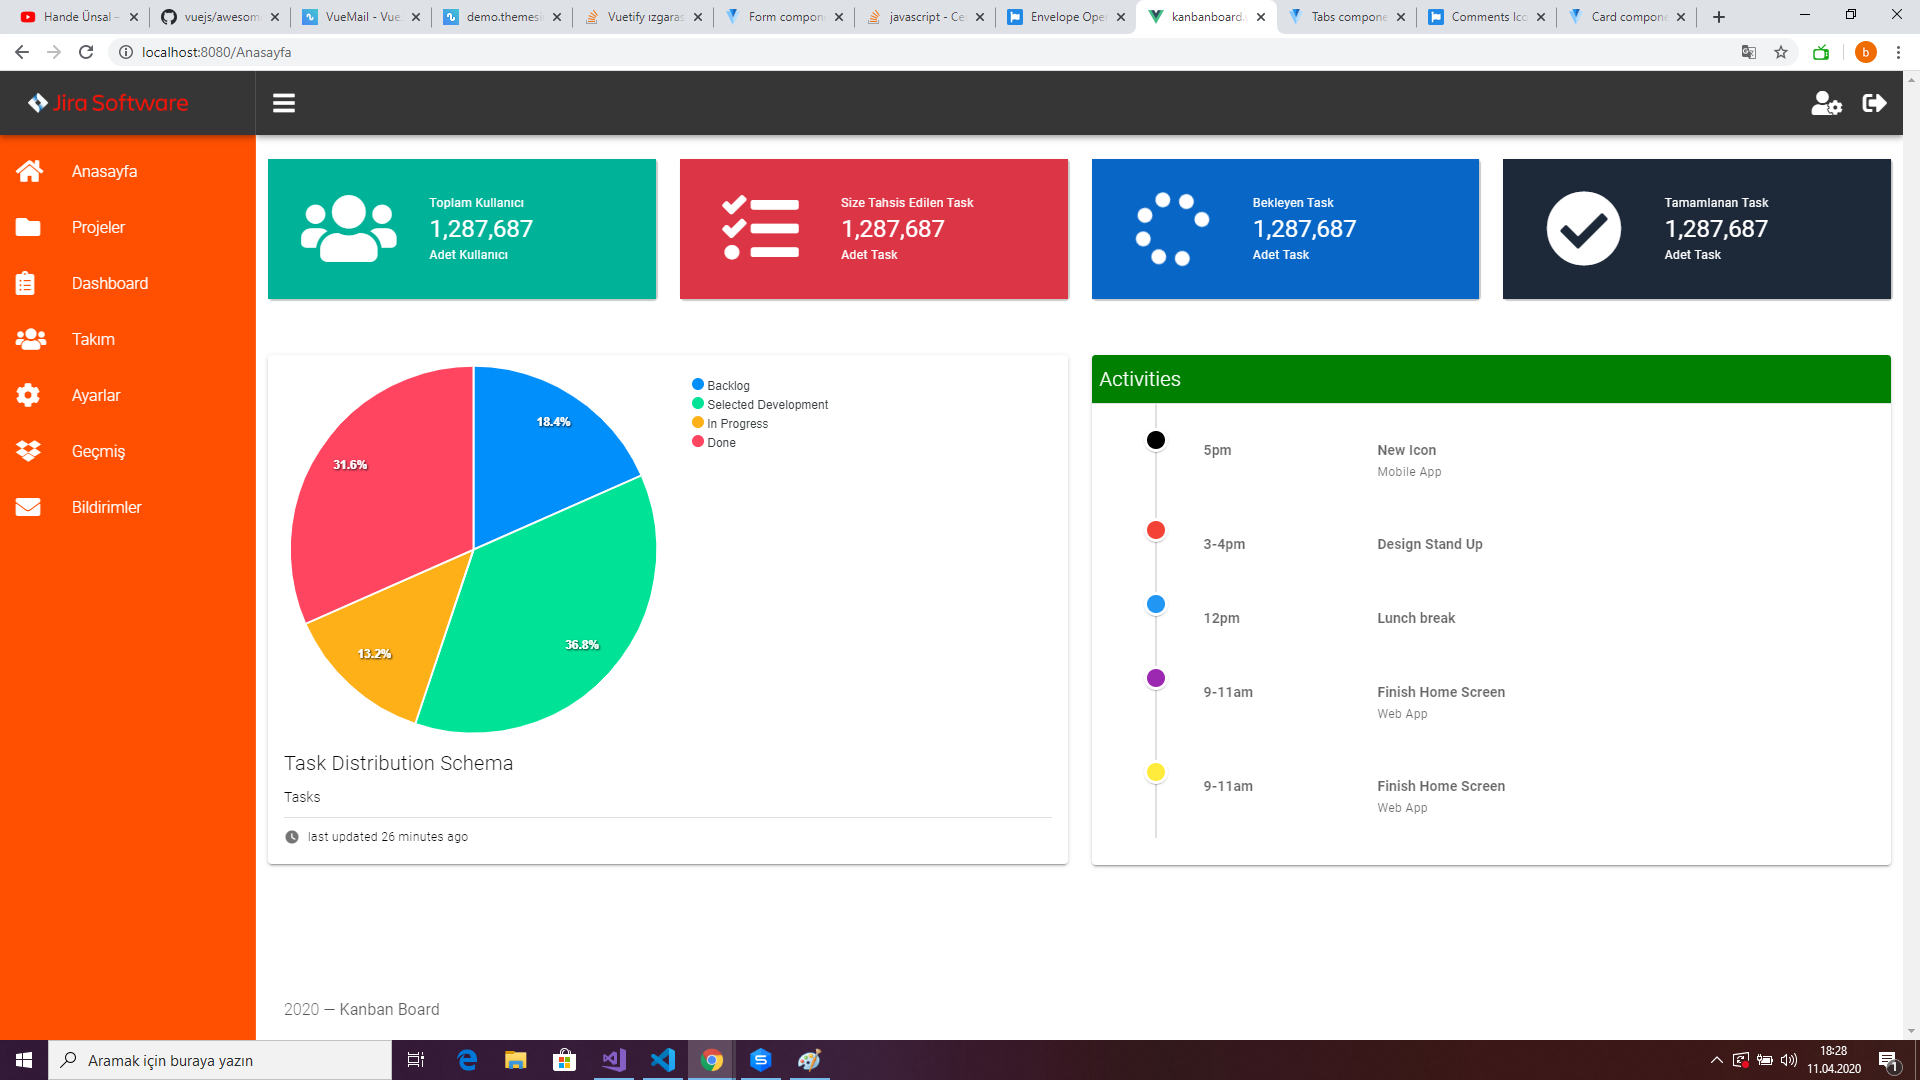 Hande Ünsal –
vuejs/awesom
VueMail - Vue.
demo.themesi
Vuetify ızgaras
Form compon
javascript - Ce
Envelope Oper
kanbanboard.
Tabs compone
Comments Ico
Card compone
localhost:8080/Anasayfa
b
Jira Software
Anasayfa
Projeler
Dashboard
Takım
Ayarlar
Geçmiş
Bildirimler
Toplam Kullanıcı
1,287,687
Adet Kullanıcı
Size Tahsis Edilen Task
1,287,687
Adet Task
Bekleyen Task
1,287,687
Adet Task
Tamamlanan Task
1,287,687
Adet Task
18.4%
31.6%
36.8%
13.2%
Backlog
Selected Development
In Progress
Done
Task Distribution Schema
Tasks
last updated 26 minutes ago
Activities
5pm New Icon
Mobile App
3-4pm Design Stand Up
12pm Lunch break
9-11am Finish Home Screen
Web App
9-11am Finish Home Screen
Web App
2020 — Kanban Board
Aramak için buraya yazın
18:28
11.04.2020
1